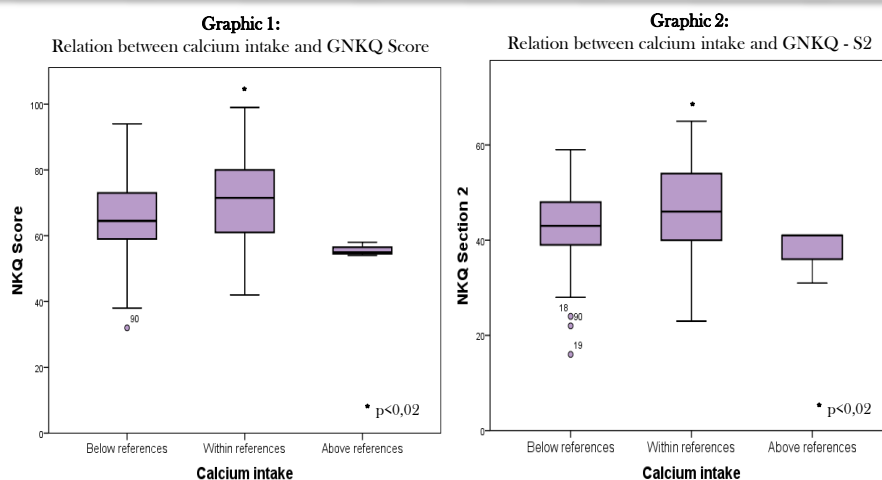 Graphic 1:
Relation between calcium intake and GNKQ Score
NKQ Score
100
80
60
40
20
0
90
* p<0,02
Below references
Within references
Above references
Calcium intake
Graphic 2:
Relation between calcium intake and GNKQ - S2
NKQ Section 2
60
40
20
0
18
90
19
* p<0,02
Below references
Within references
Above references
Calcium intake